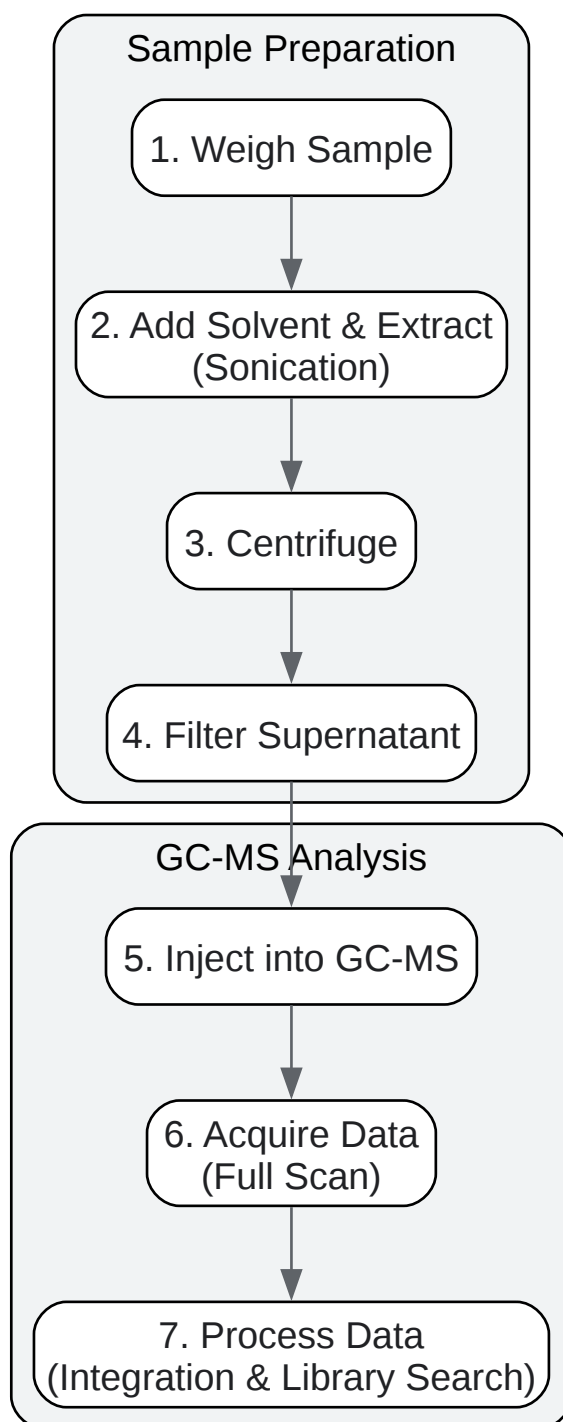 Sample Preparation
1. Weigh Sample
2. Add Solvent & Extract
(Sonication)
3. Centrifuge
4. Filter Supernatant
GC-MS Analysis
5. Inject into GC-MS
6. Acquire Data
(Full Scan)
7. Process Data
(Integration & Library Search)